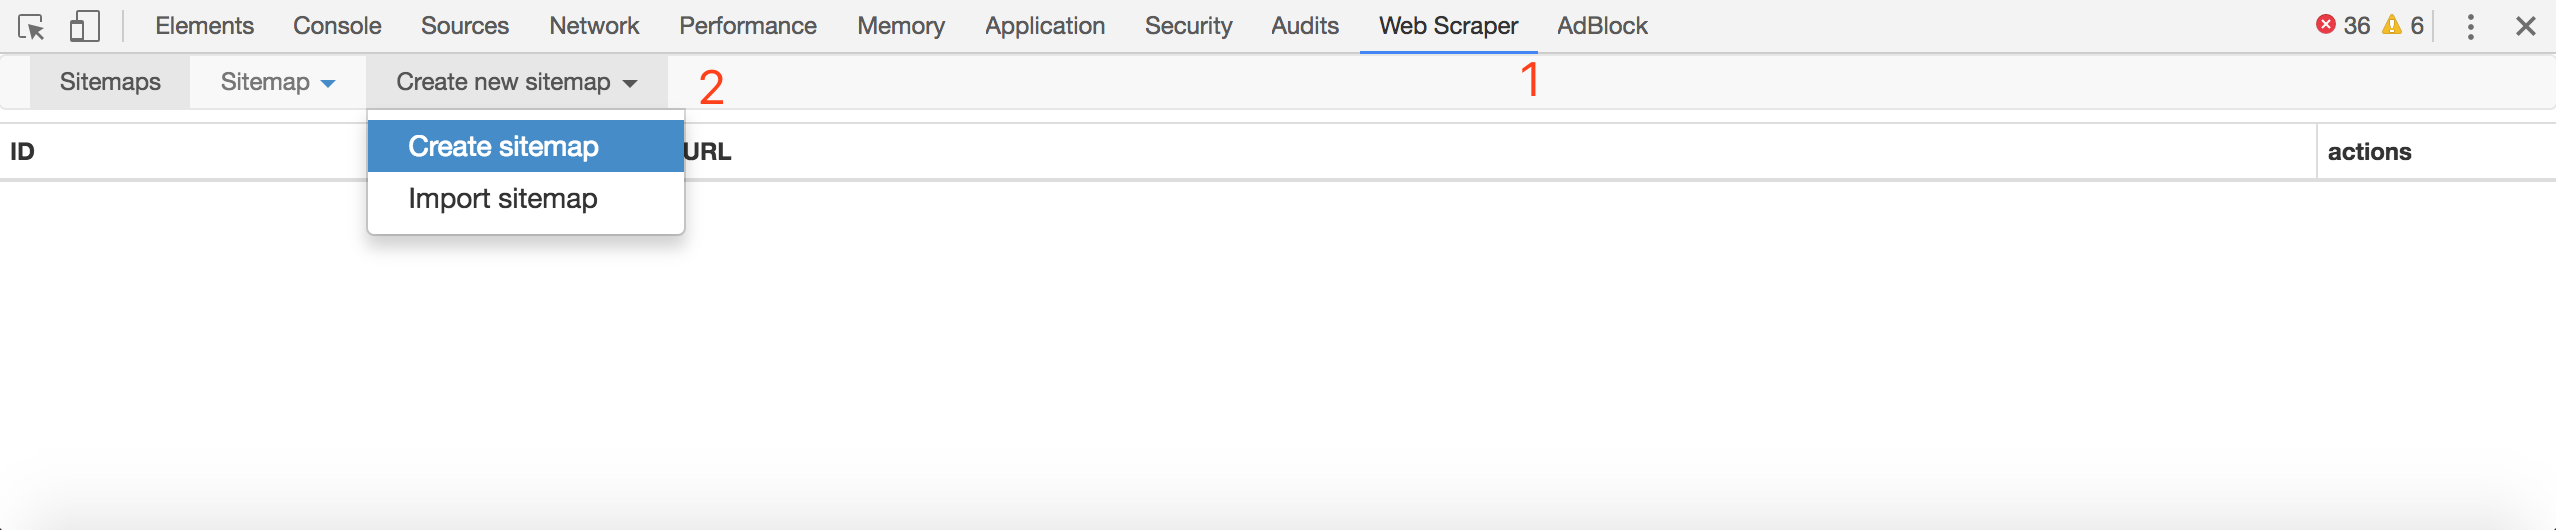 Elements Console Sources Network Performance Memory Application Security Audits Web Scraper AdBlock 36 6
Sitemaps Sitemap Create new sitemap 2 1
Create sitemap
ID URL actions
Import sitemap